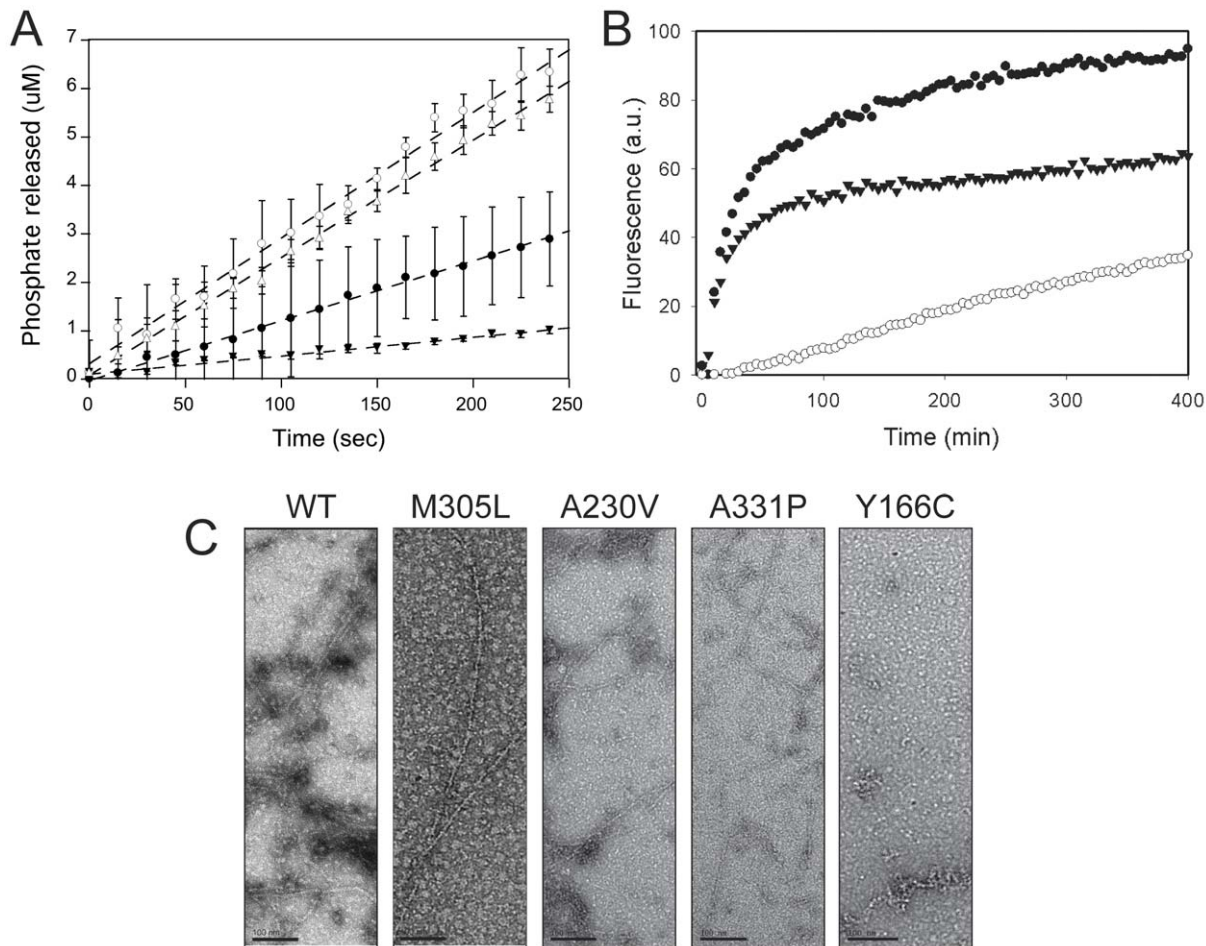 A
Phosphate released (uM)
7
6
5
4
3
2
1
0
0 50 100 150 200 250
Time (sec)
B
Fluorescence (a.u.)
100
80
60
40
20
0
0 100 200 300 400
Time (min)
C
WT M305L A230V A331P Y166C
100 nm 100 nm 100 nm 100 nm